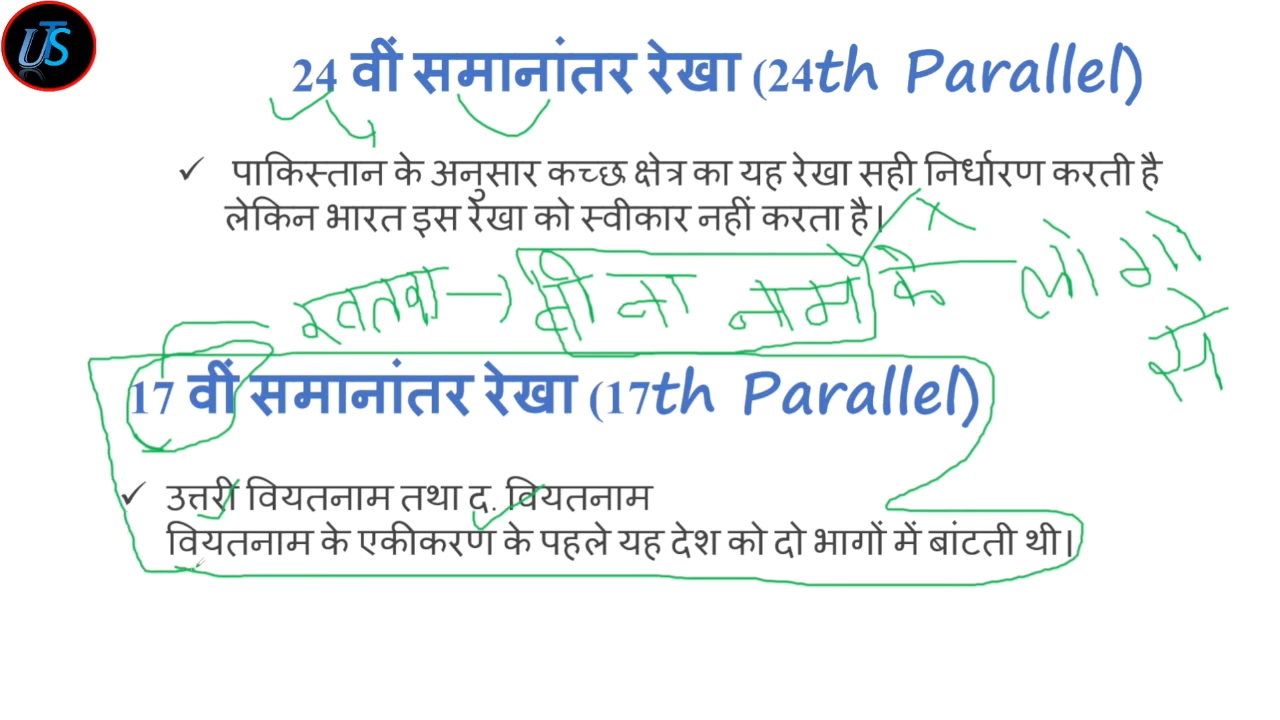 UTS
24 वीं समानांतर रेखा (24th Parallel)
✓ पाकिस्तान के अनुसार कच्छ क्षेत्र का यह रेखा सही निर्धारण करती है
लेकिन भारत इस रेखा को स्वीकार नहीं करता है।
बीना नाम के लोगों
से
17 वीं समानांतर रेखा (17th Parallel)
✓ उत्तरी वियतनाम तथा द. वियतनाम
वियतनाम के एकीकरण के पहले यह देश को दो भागों में बांटती थी।